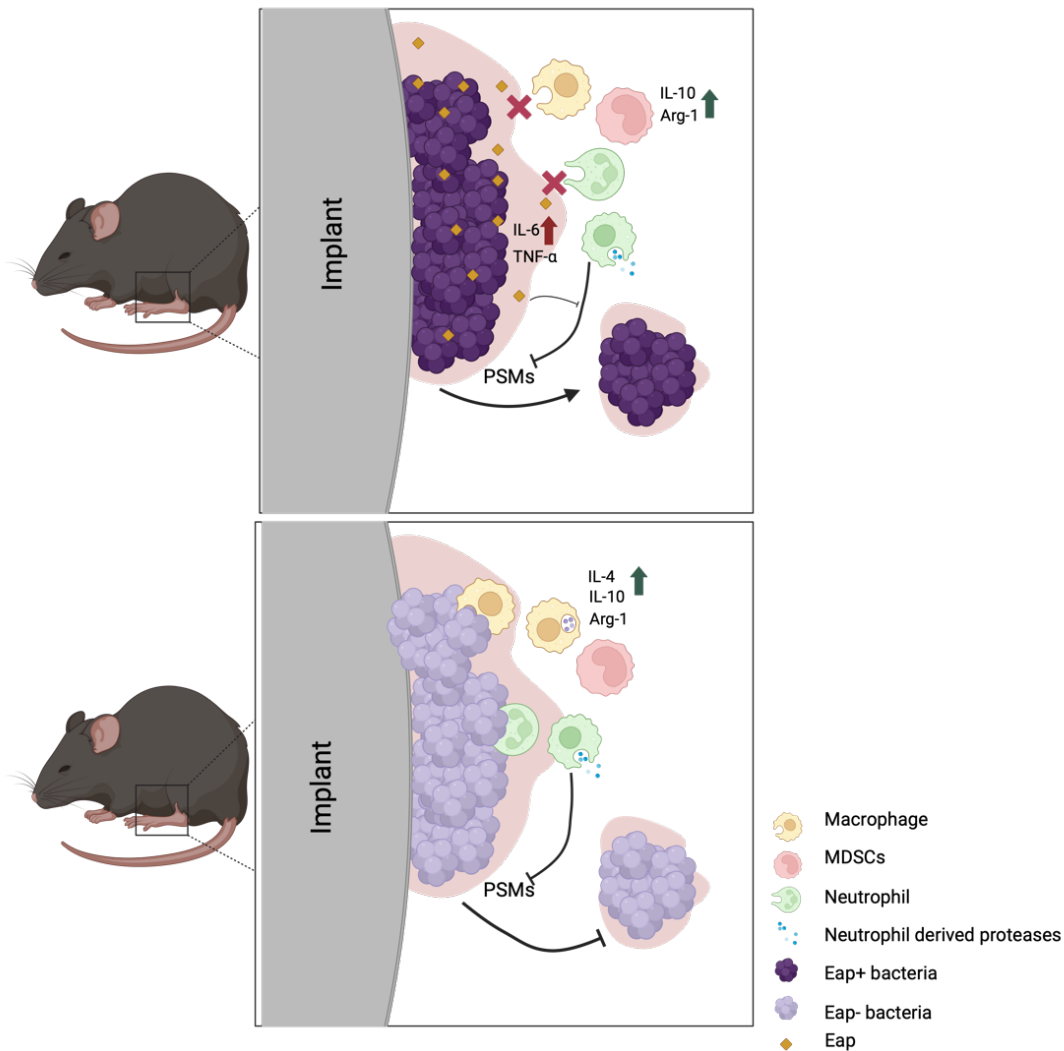 Implant
IL-10
Arg-1
IL-6
TNF-α
PSMs
Implant
IL-4
IL-10
Arg-1
PSMs
Macrophage
MDSCs
Neutrophil
Neutrophil derived proteases
Eap+ bacteria
Eap- bacteria
Eap